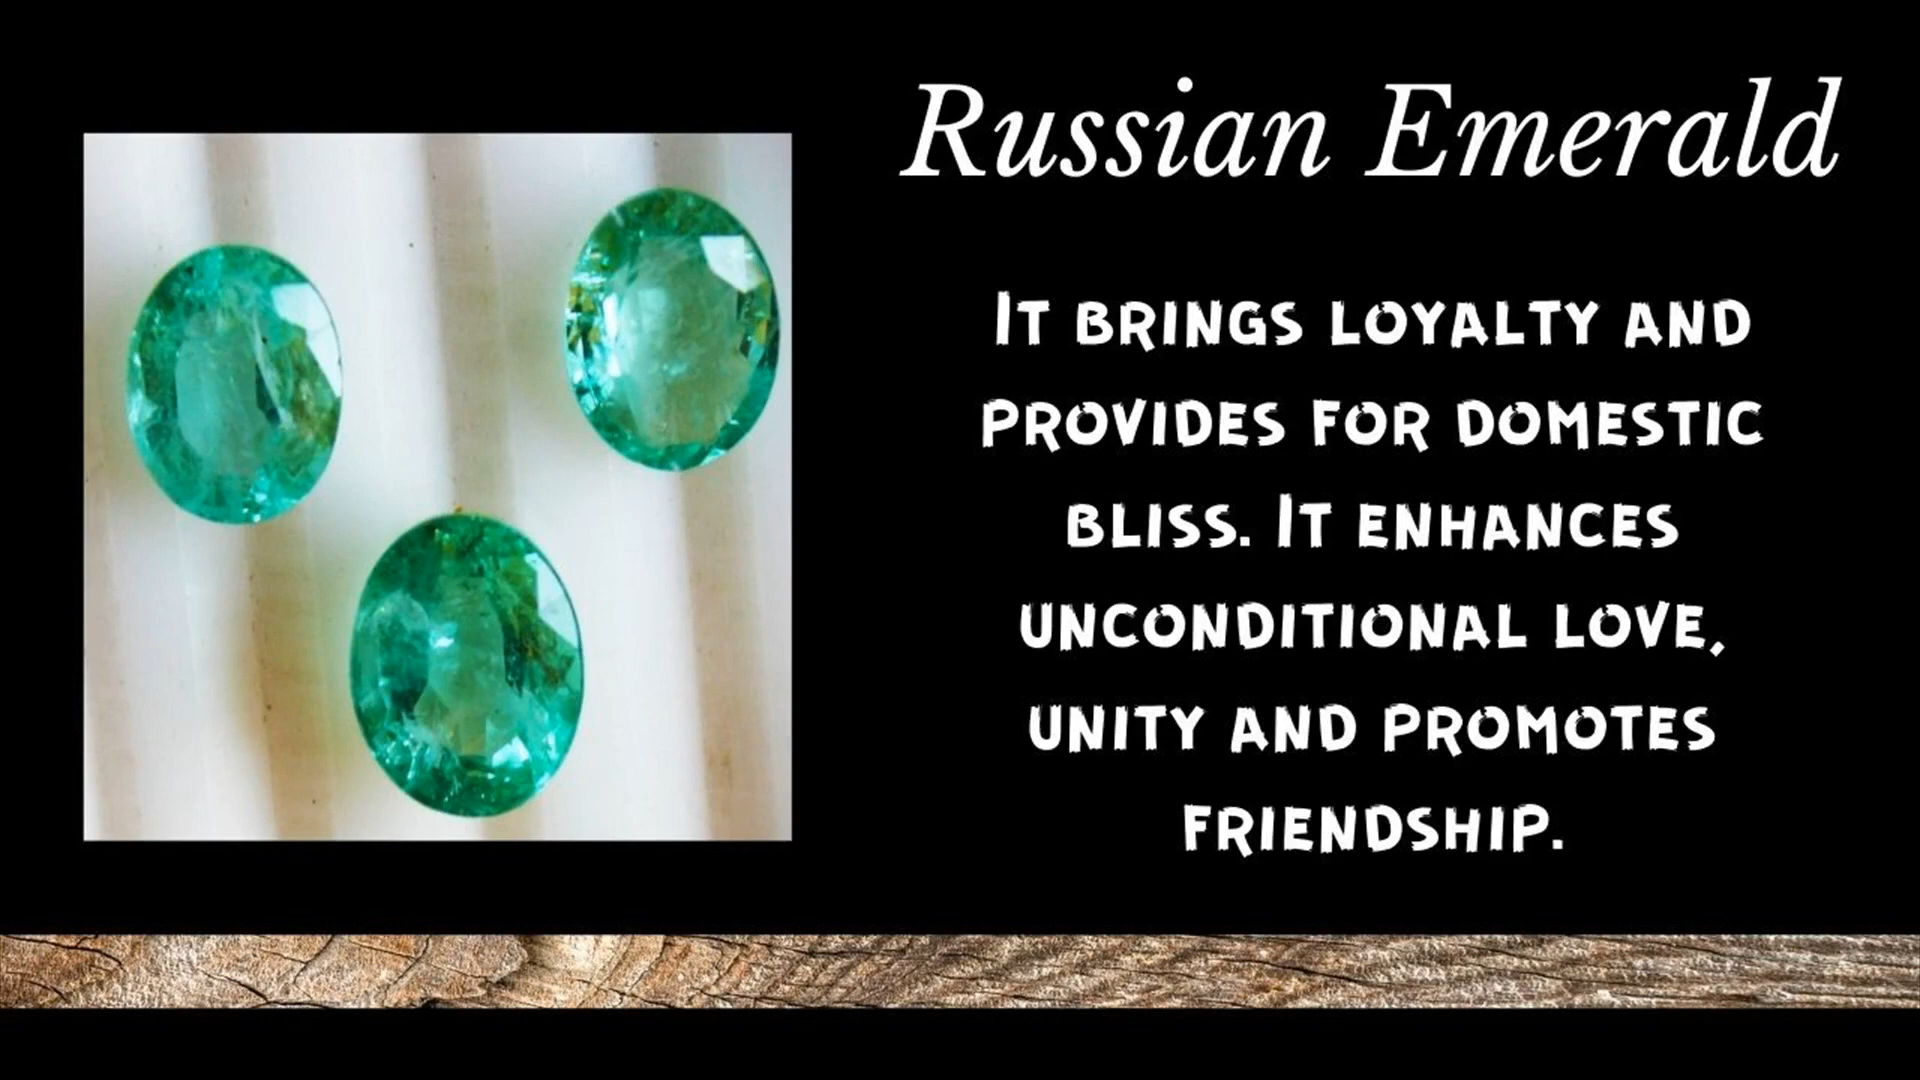 Russian Emerald
It brings loyalty and
provides for domestic
bliss. It enhances
unconditional love,
unity and promotes
friendship.